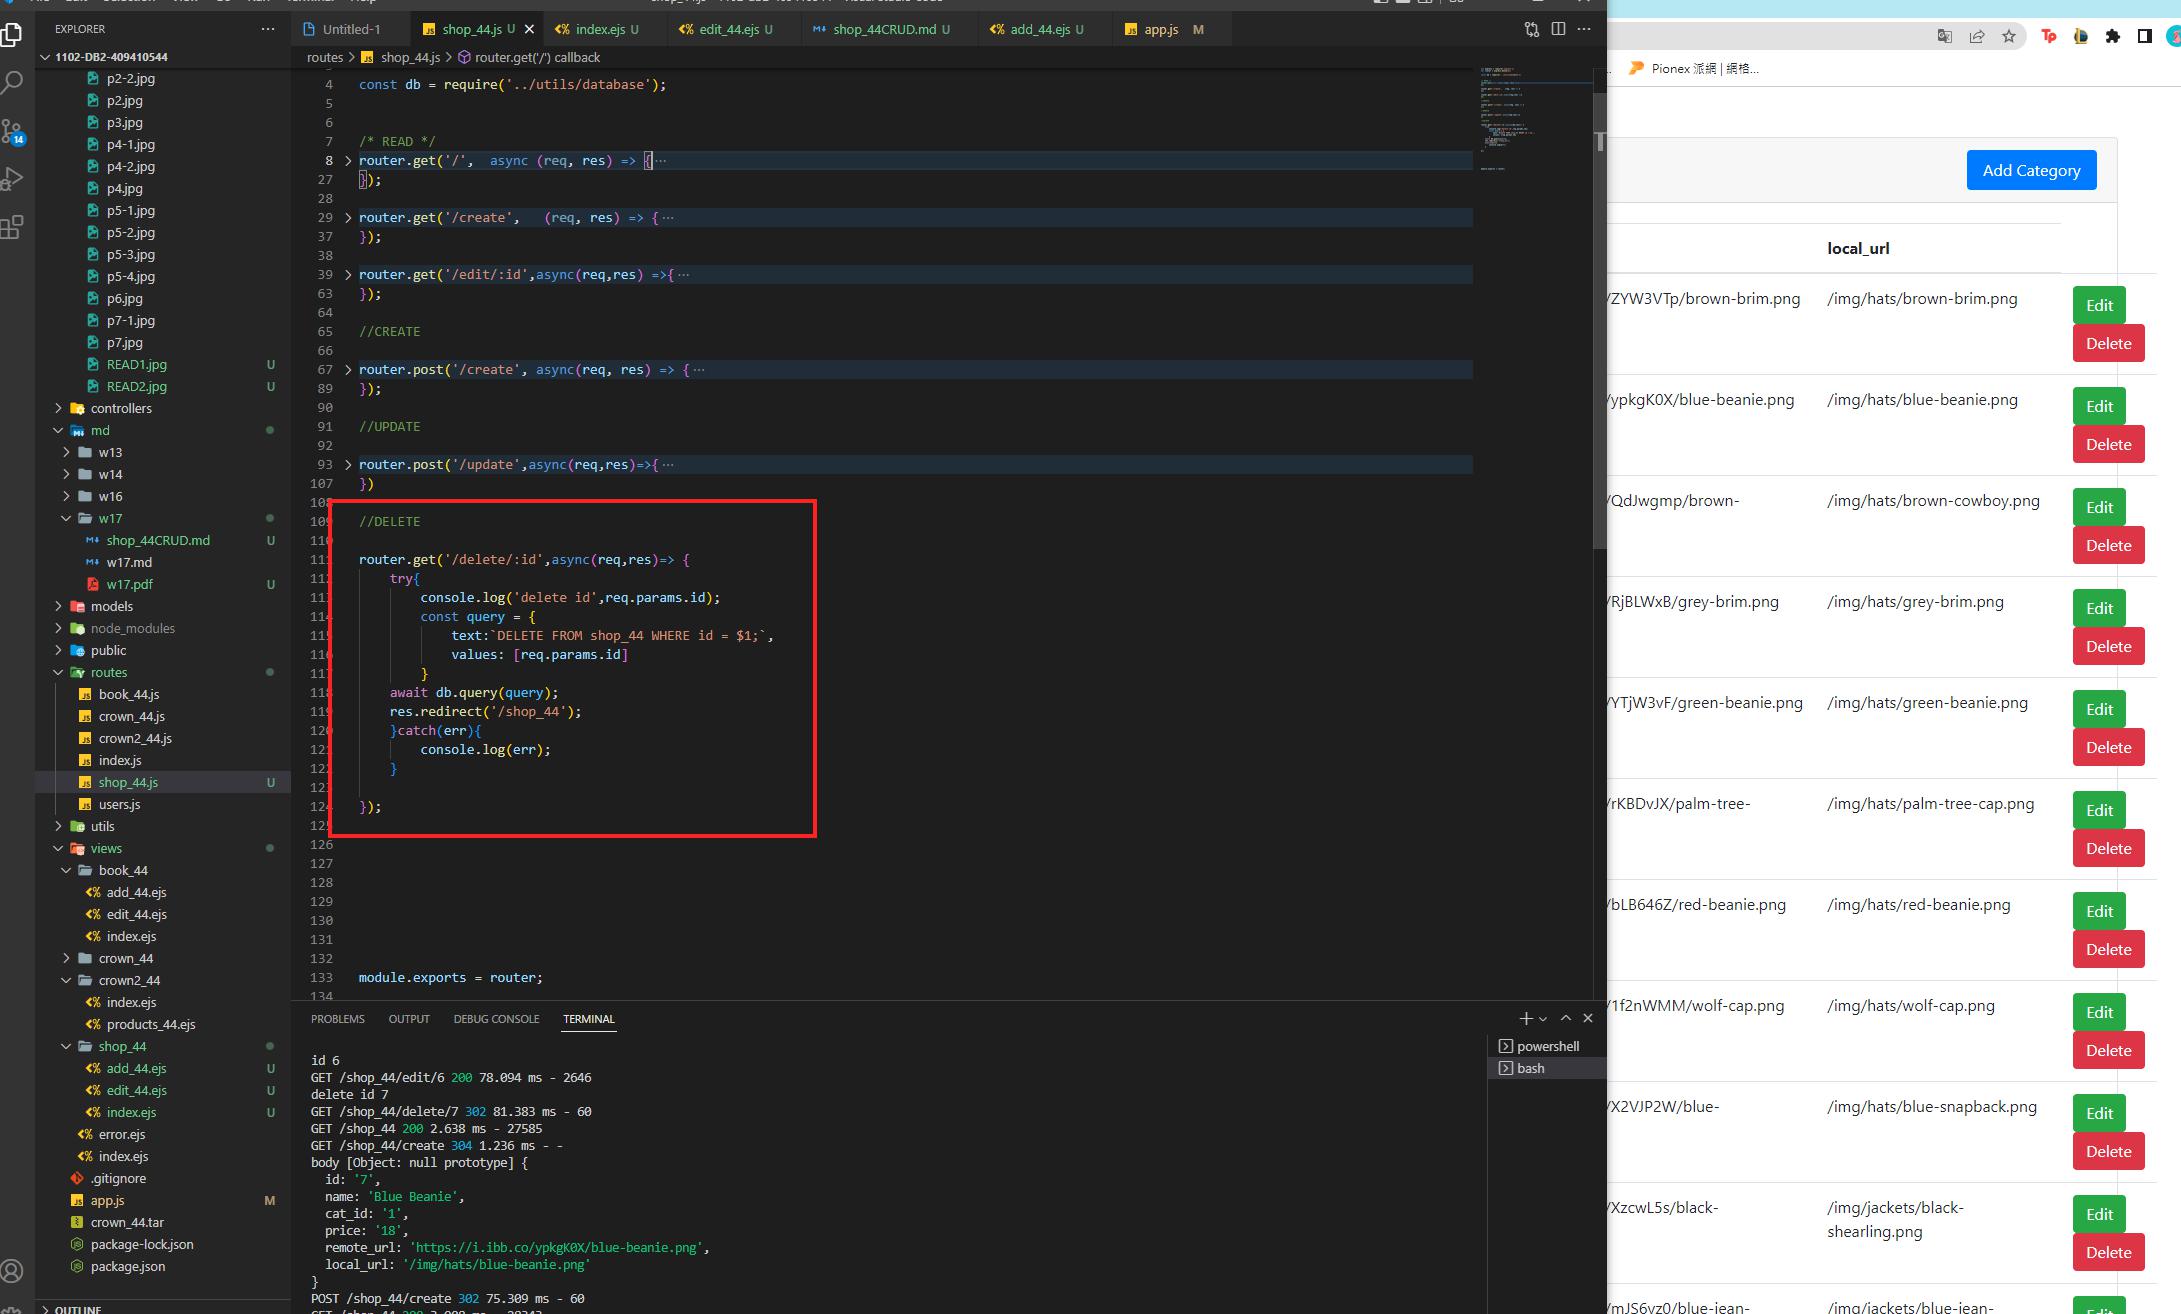 EXPLORER
1102-DB2-409410544
p2-2.jpg
p2.jpg
p3.jpg
p4-1.jpg
p4-2.jpg
p4.jpg
p5-1.jpg
p5-2.jpg
p5-3.jpg
p5-4.jpg
p6.jpg
p7-1.jpg
p7.jpg
READ1.jpg U
READ2.jpg U
controllers
md
w13
w14
w16
w17
shop_44CRUD.md U
w17.md
w17.pdf U
models
node_modules
public
routes
book_44.js
crown_44.js
crown2_44.js
index.js
shop_44.js U
users.js
utils
views
book_44
add_44.ejs
edit_44.ejs
index.ejs
crown_44
crown2_44
index.ejs
products_44.ejs
shop_44
add_44.ejs U
edit_44.ejs U
index.ejs U
error.ejs
index.ejs
.gitignore
app.js M
crown_44.tar
package-lock.json
package.json
OUTLINE
14
Untitled-1 shop_44.js U index.ejs U edit_44.ejs U shop_44CRUD.md U add_44.ejs U app.js M
routes > shop_44.js > router.get('/') callback
4 const db = require('../utils/database');
5
6
7 /* READ */
8 router.get('/',  async (req, res) => {···
27 });
28
29 router.get('/create',   (req, res) => {···
37 });
38
39 router.get('/edit/:id',async(req,res) =>{···
63 });
64
65 //CREATE
66
67 router.post('/create', async(req, res) => {···
89 });
90
91 //UPDATE
92
93 router.post('/update',async(req,res)=>{···
107 })
108
109 //DELETE
110
111 router.get('/delete/:id',async(req,res)=> {
112 try{
113 console.log('delete id',req.params.id);
114 const query = {
115 text:`DELETE FROM shop_44 WHERE id = $1;`,
116 values: [req.params.id]
117 }
118 await db.query(query);
119 res.redirect('/shop_44');
120 }catch(err){
121 console.log(err);
122 }
123
124 });
125
126
127
128
129
130
131
132
133 module.exports = router;
134
PROBLEMS OUTPUT DEBUG CONSOLE TERMINAL
powershell
bash
id 6
GET /shop_44/edit/6 200 78.094 ms - 2646
delete id 7
GET /shop_44/delete/7 302 81.383 ms - 60
GET /shop_44 200 2.638 ms - 27585
GET /shop_44/create 304 1.236 ms - -
body [Object: null prototype] {
id: '7',
name: 'Blue Beanie',
cat_id: '1',
price: '18',
remote_url: 'https://i.ibb.co/ypkgK0X/blue-beanie.png',
local_url: '/img/hats/blue-beanie.png'
}
POST /shop_44/create 302 75.309 ms - 60
Pionex 派網 | 網格...
Add Category
local_url
/ZYW3VTp/brown-brim.png /img/hats/brown-brim.png Edit
Delete
/ypkgK0X/blue-beanie.png /img/hats/blue-beanie.png Edit
Delete
/QdJwgmp/brown- /img/hats/brown-cowboy.png Edit
Delete
/RjBLWxB/grey-brim.png /img/hats/grey-brim.png Edit
Delete
/YTjW3vF/green-beanie.png /img/hats/green-beanie.png Edit
Delete
/rKBDvJX/palm-tree- /img/hats/palm-tree-cap.png Edit
Delete
/bLB646Z/red-beanie.png /img/hats/red-beanie.png Edit
Delete
/1f2nWMM/wolf-cap.png /img/hats/wolf-cap.png Edit
Delete
/X2VJP2W/blue- /img/hats/blue-snapback.png Edit
Delete
/XzcwL5s/black- /img/jackets/black- Edit
shearling.png
Delete
/mJS6vz0/blue-jean- /img/jackets/blue-jean- Edit